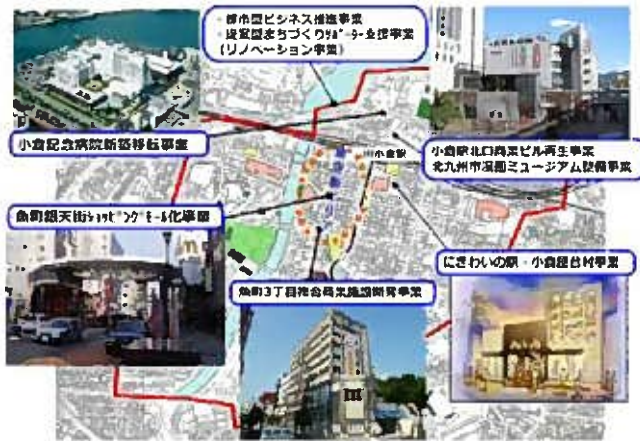 ・都市型ビジネス推進事業
・提案型まちづくりサポーター支援事業
(リノベーション事業)
小倉記念病院新築移転事業
小倉駅
小倉駅北口商業ビル再生事業
北九州市漫画ミュージアム整備事業
魚町銀天街ショッピングモール化事業
にぎわいの駅・小倉屋台村事業
魚町3丁目複合商業施設開発事業